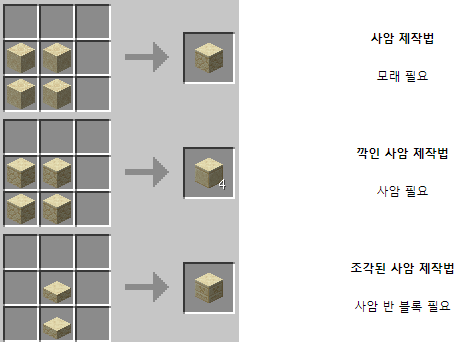 사암 제작법
모래 필요
4
깍인 사암 제작법
사암 필요
조각된 사암 제작법
사암 반 블록 필요